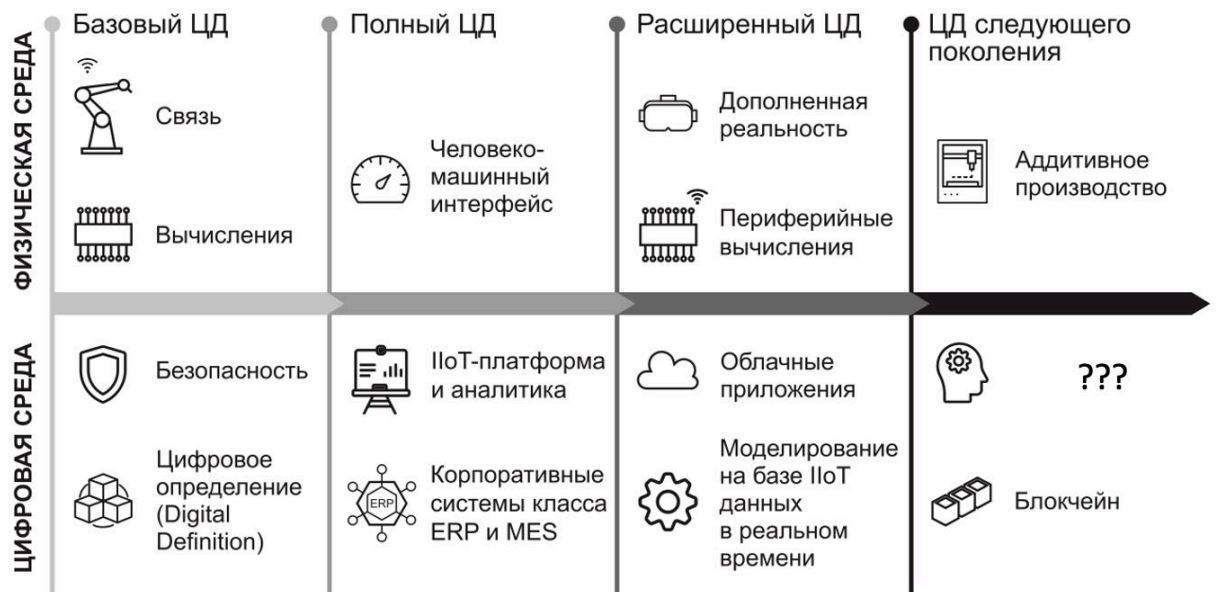 Базовый ЦД
Полный ЦД
Расширенный ЦД
ЦД следующего
поколения
ФИЗИЧЕСКАЯ СРЕДА
Связь
Вычисления
Человеко-
машинный
интерфейс
Дополненная
реальность
Периферийные
вычисления
Аддитивное
производство
ЦИФРОВАЯ СРЕДА
Безопасность
Цифровое
определение
(Digital
Definition)
IIoT-платформа
и аналитика
ERP
Корпоративные
системы класса
ERP и MES
Облачные
приложения
Моделирование
на базе IIoT
данных
в реальном
времени
???
Блокчейн